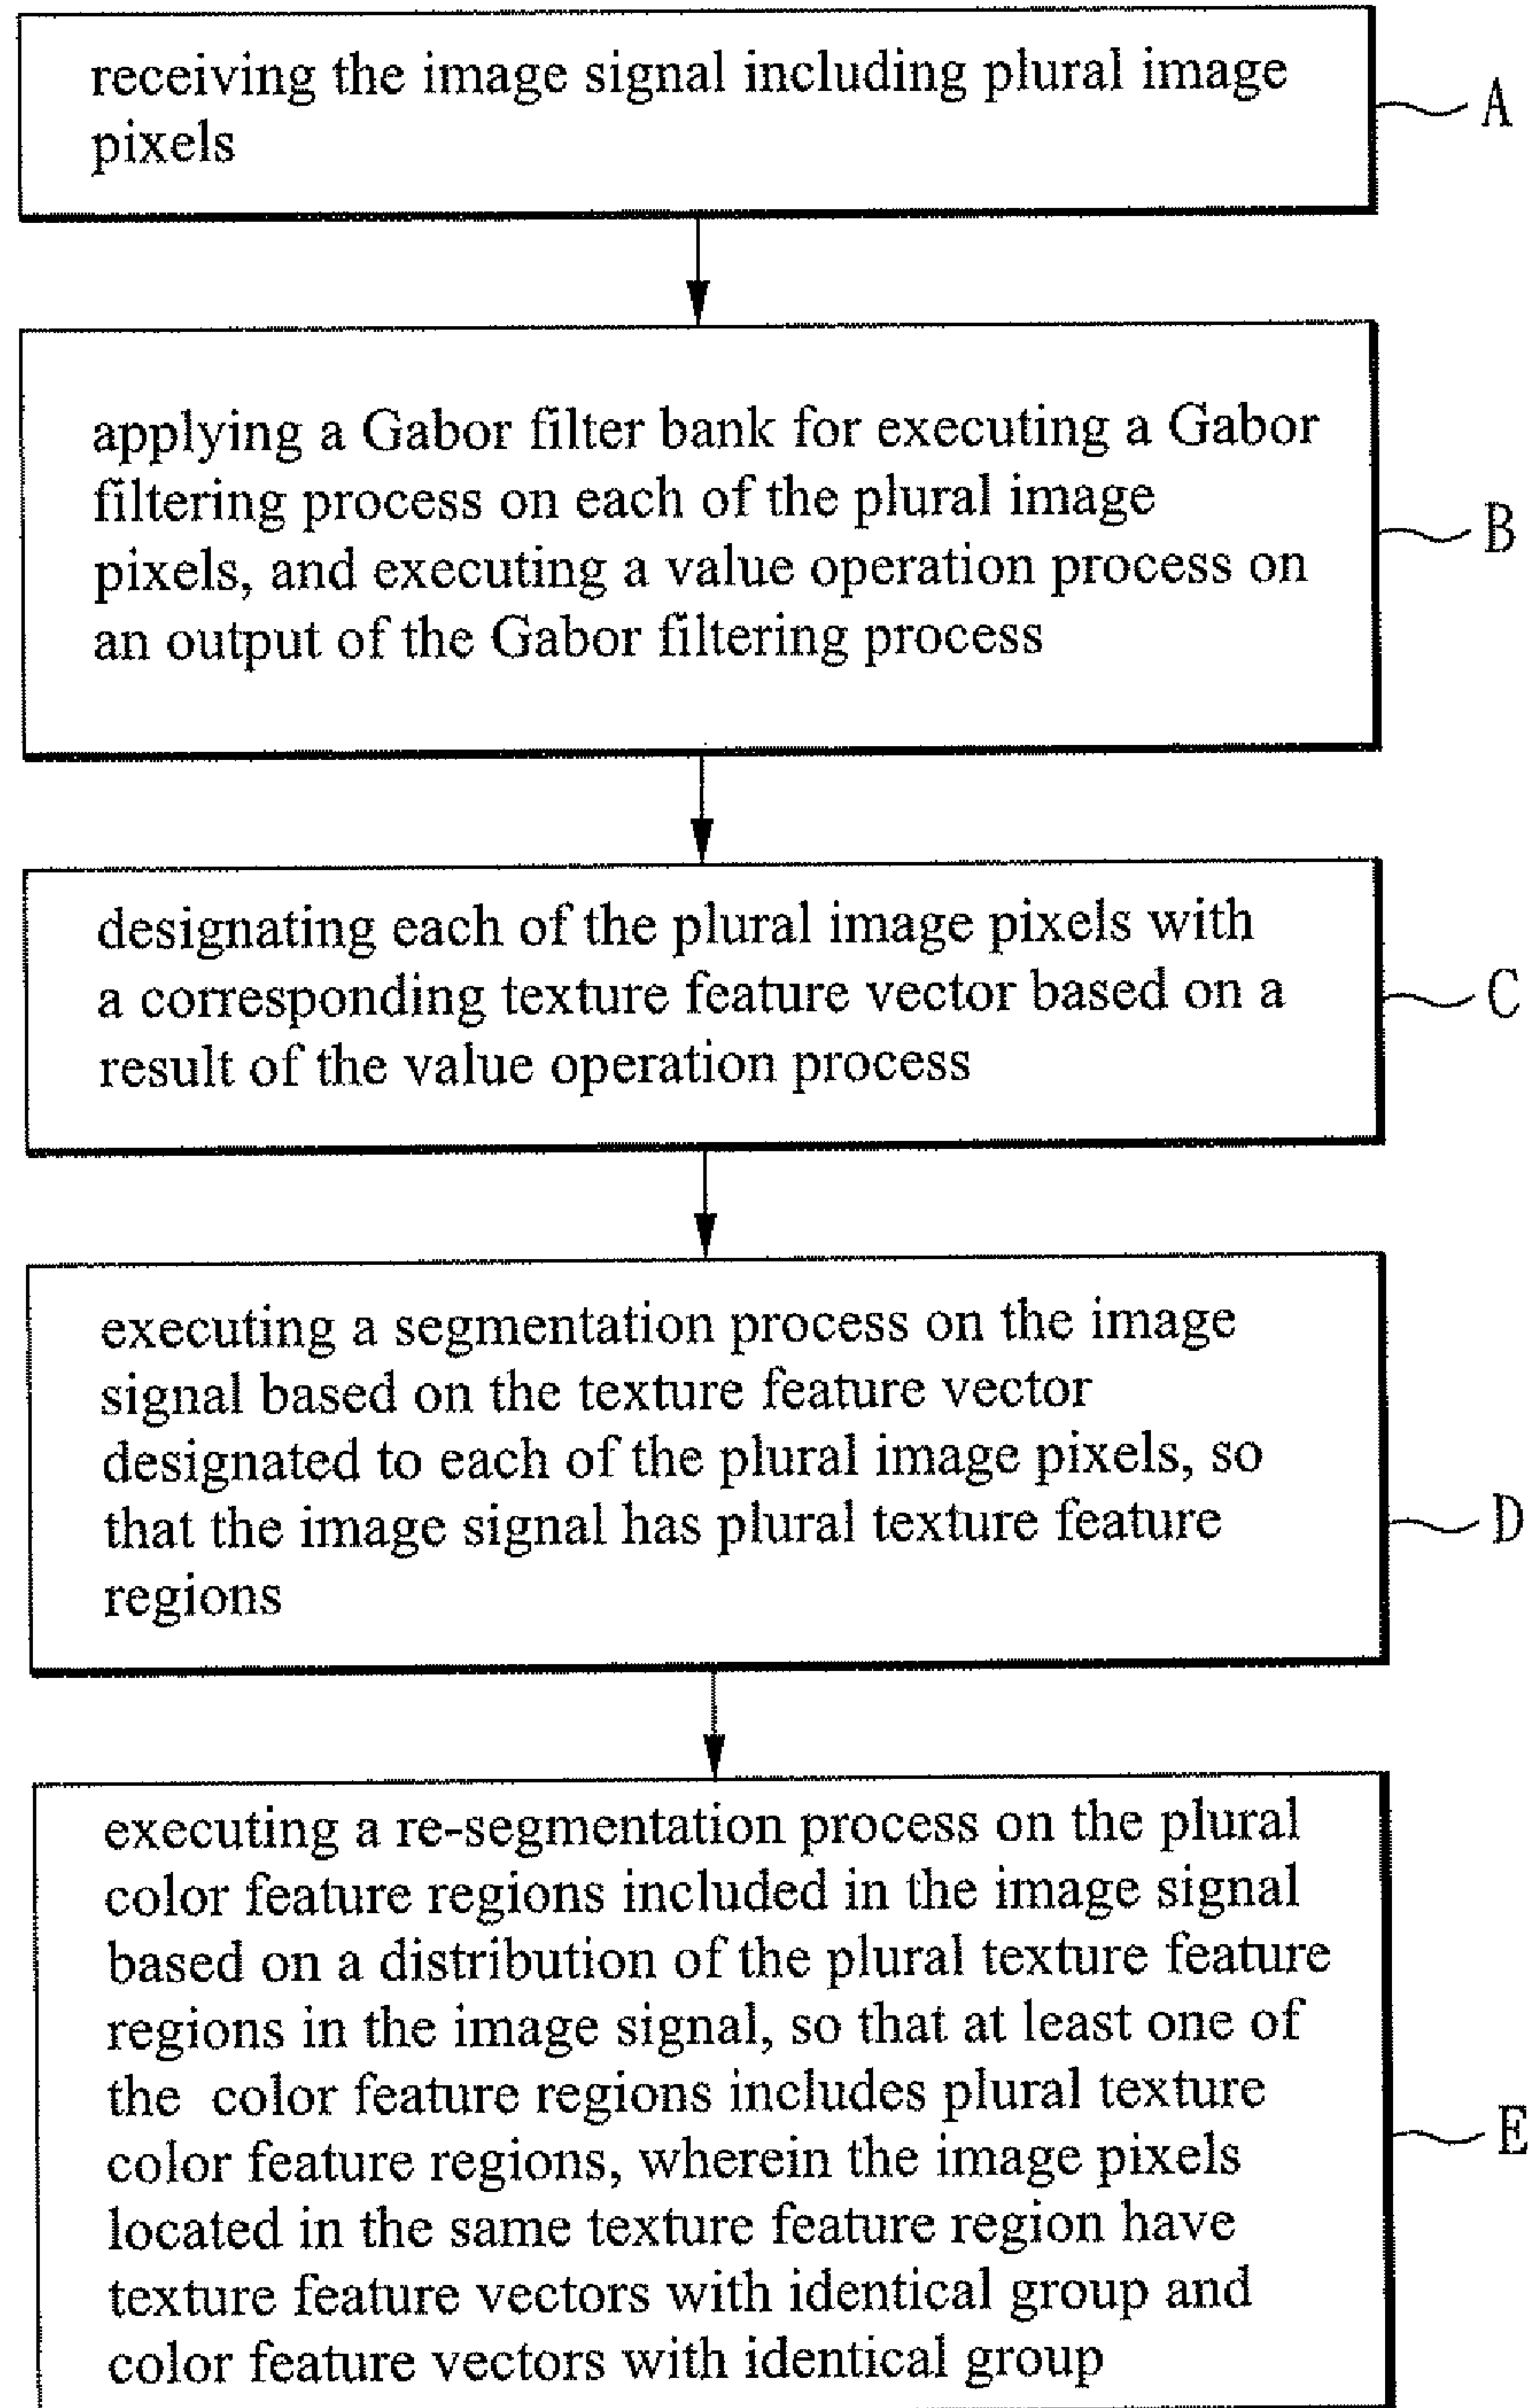 receiving the image signal including plural image
pixels
A
applying a Gabor filter bank for executing a Gabor
filtering process on each of the plural image
pixels, and executing a value operation process on
an output of the Gabor filtering process
B
designating each of the plural image pixels with
a corresponding texture feature vector based on a
result of the value operation process
C
executing a segmentation process on the image
signal based on the texture feature vector
designated to each of the plural image pixels, so
that the image signal has plural texture feature
regions
D
executing a re-segmentation process on the plural
color feature regions included in the image signal
based on a distribution of the plural texture feature
regions in the image signal, so that at least one of
the color feature regions includes plural texture
color feature regions, wherein the image pixels
located in the same texture feature region have
texture feature vectors with identical group and
color feature vectors with identical group
E